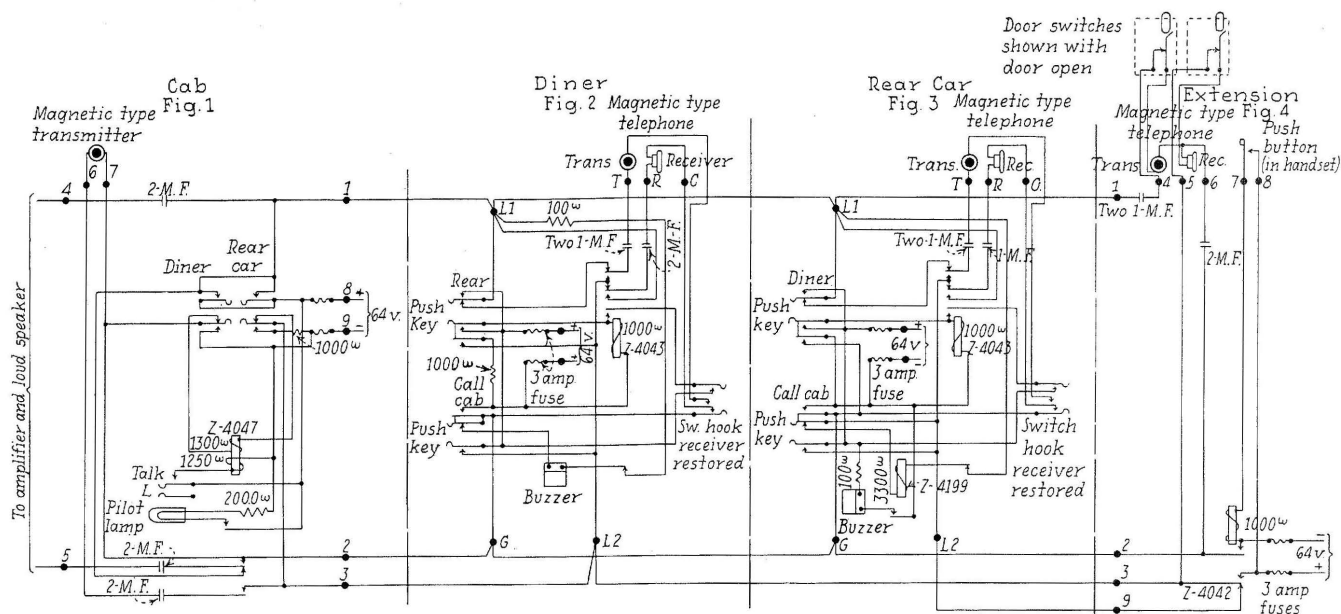 Cab
Fig.1
Magnetic type
transmitter
6 7
4
2-M.F.
1
Diner
Rear
car
8 +
64 v.
9 -
1000 ω
Z-4047
1300ω
1250ω
Talk
L
Pilot
lamp
2000ω
2-M.F.
5
2-M.F.
2
3
To amplifier and loud speaker
Diner
Fig.2
Magnetic type
telephone
Trans
Receiver
T R C
L1
100ω
Two 1-M.F
2-M-F.
Rear
Push
Key
1000ω
Z-4043
+
64v.
+
3 amp.
fuse
1000 ω
Call
cab
Push
key
Sw. hook
receiver
restored
Buzzer
G
L2
Rear Car
Fig. 3
Magnetic type
telephone
Trans.
Rec.
T R O.
L1
Two 1-M.F
1-M.F.
Diner
Push
key
1000ω
Z-4043
+
64 v
-
3 amp.
fuse
Call cab
Push
key
100ω
3300ω
Z-4199
Switch
hook
receiver
restored
Buzzer
G
L2
Door switches
shown with
door open
Extension
Fig. 4
Magnetic type
telephone
Trans
Rec.
Push
button
(in handset)
1
4 5 6 7 8
Two 1-M.F.
2-M.F.
1000 ω
2
3
9
Z-4042
-
64v.
+
3 amp
fuses